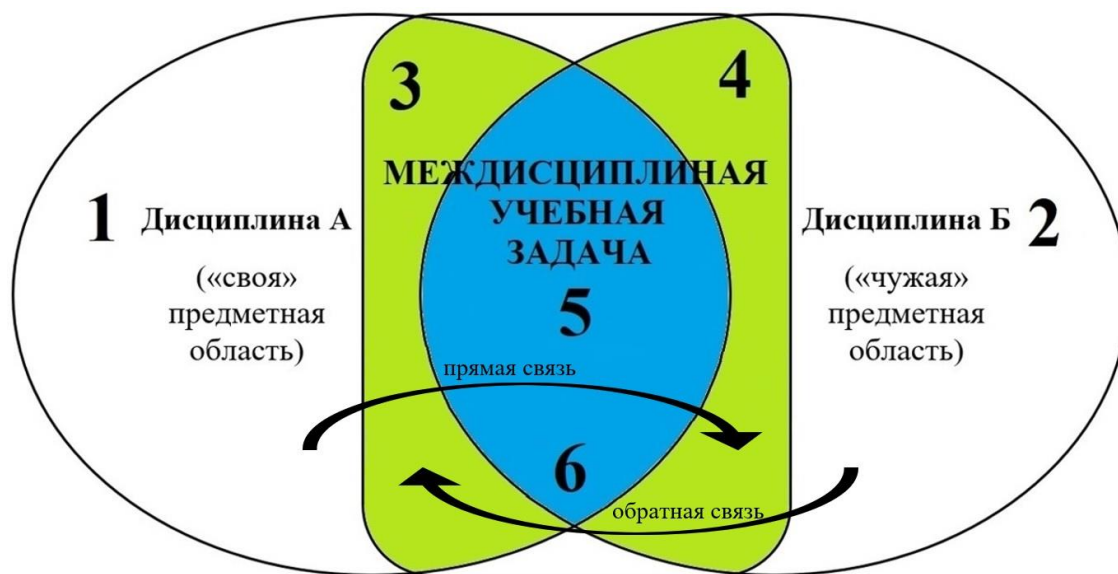 3
4
МЕЖДИСЦИПЛИНАЯ
УЧЕБНАЯ
ЗАДАЧА
1
Дисциплина А
(«своя»
предметная
область)
Дисциплина Б
2
(«чужая»
предметная
область)
5
прямая связь
6
обратная связь